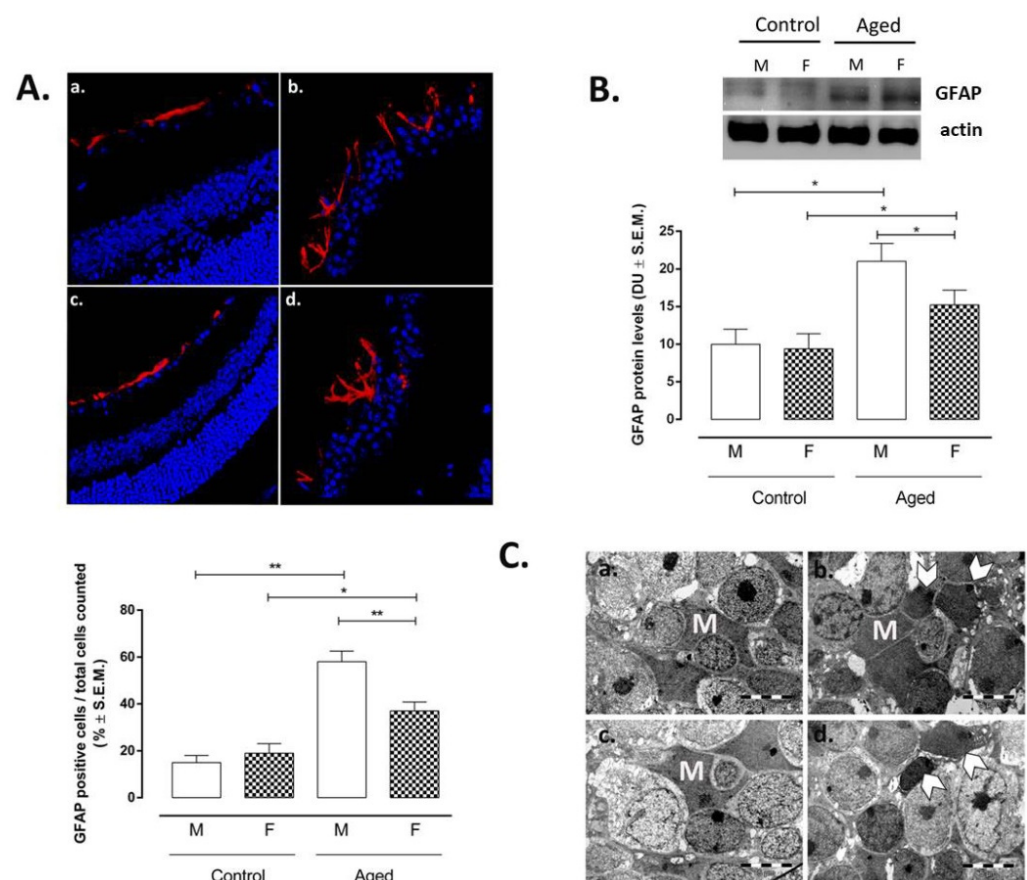 A.
a.
b.
c.
d.
GFAP positive cells / total cells counted
(% ± S.E.M.)
80
60
40
20
0
**
*
**
M F M F
Control Aged
B.
Control Aged
M F M F
GFAP
actin
GFAP protein levels (DU ± S.E.M.)
25
20
15
10
5
0
*
*
*
M F M F
Control Aged
C.
a.
M
b.
M
c.
M
d.